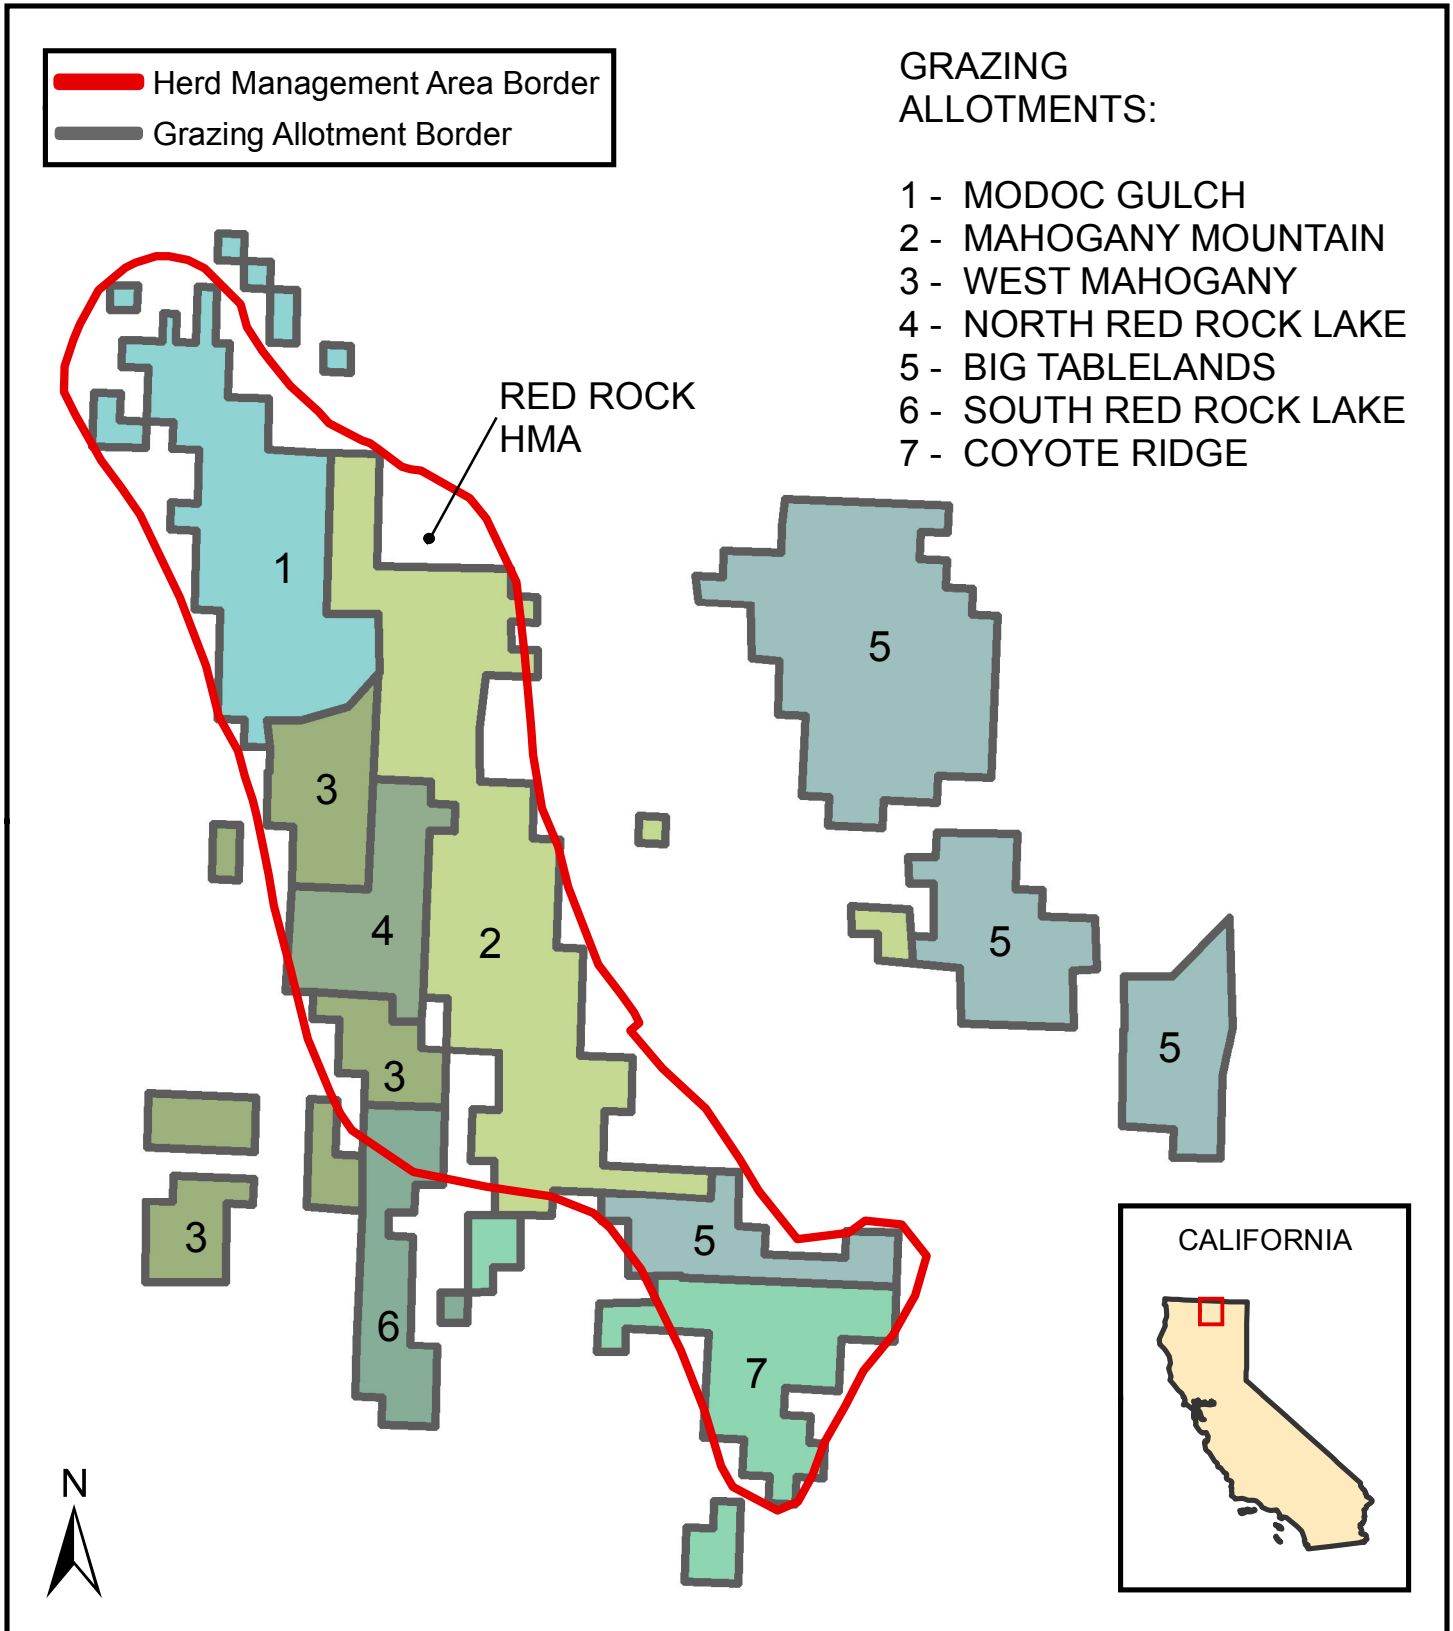 Herd Management Area Border
Grazing Allotment Border
GRAZING
ALLOTMENTS:
1 - MODOC GULCH
2 - MAHOGANY MOUNTAIN
3 - WEST MAHOGANY
4 - NORTH RED ROCK LAKE
5 - BIG TABLELANDS
6 - SOUTH RED ROCK LAKE
7 - COYOTE RIDGE
RED ROCK
HMA
1
5
3
4
2
5
5
3
3
5
6
7
CALIFORNIA
N